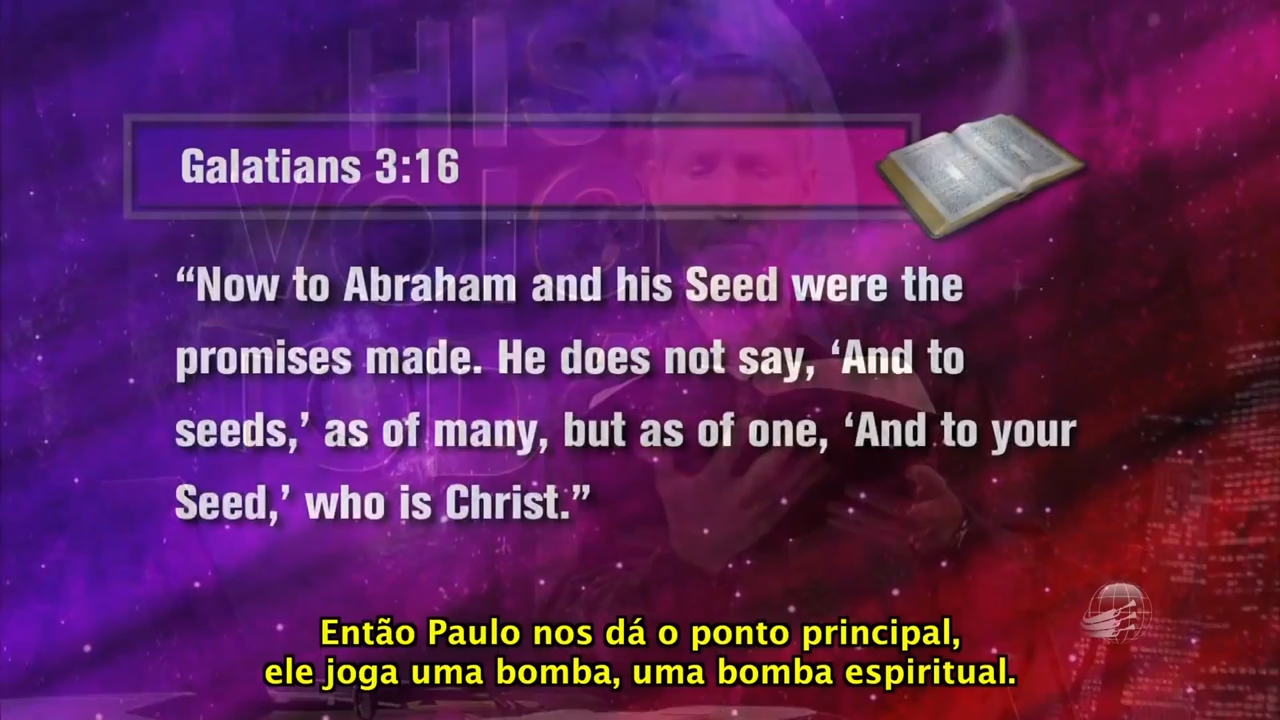 HIS
VOICE
Galatians 3:16
“Now to Abraham and his Seed were the
promises made. He does not say, ‘And to
seeds,’ as of many, but as of one, ‘And to your
Seed,’ who is Christ.”
Então Paulo nos dá o ponto principal,
ele joga uma bomba, uma bomba espiritual.